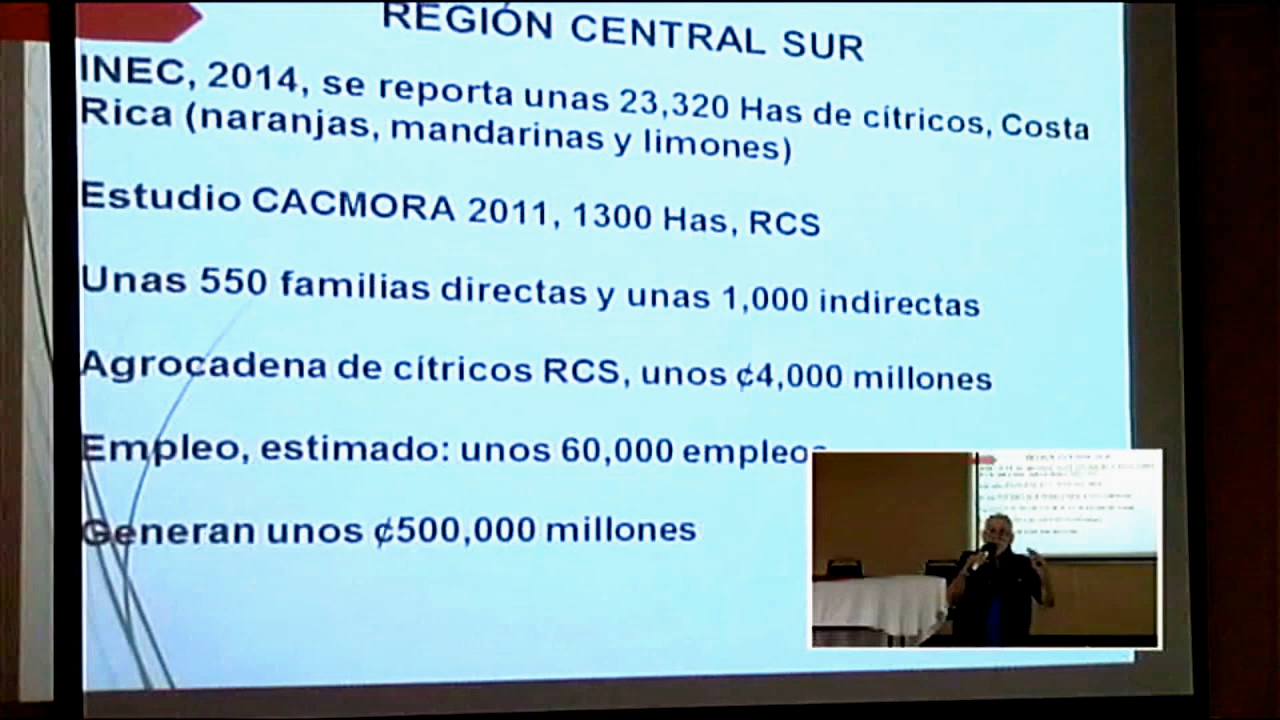 REGIÓN CENTRAL SUR
INEC, 2014, se reporta unas 23,320 Has de cítricos, Costa
Rica (naranjas, mandarinas y limones)
Estudio CACMORA 2011, 1300 Has, RCS
Unas 550 familias directas y unas 1,000 indirectas
Agrocadena de cítricos RCS, unos ¢4,000 millones
Empleo, estimado: unos 60,000 empleos
Generan unos ¢500,000 millones